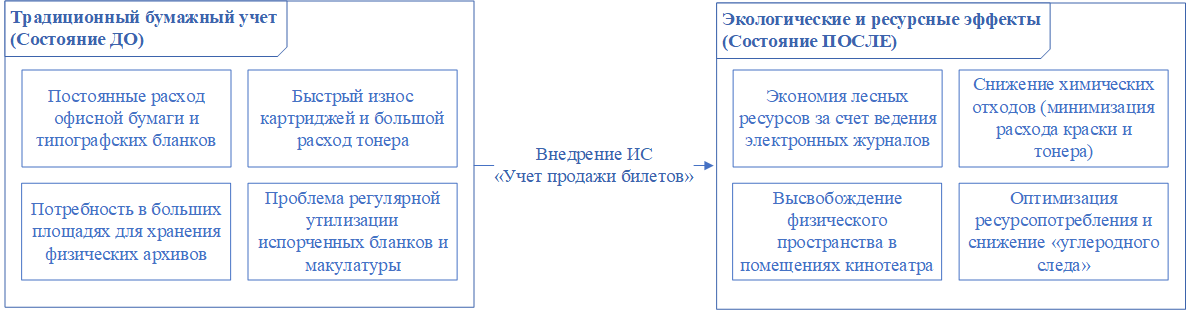 Традиционный бумажный учет
(Состояние ДО)
Постоянные расход
офисной бумаги и
типографских бланков
Быстрый износ
картриджей и большой
расход тонера
Потребность в больших
площадях для хранения
физических архивов
Проблема регулярной
утилизации
испорченных бланков и
макулатуры
Внедрение ИС
«Учет продажи билетов»
Экологические и ресурсные эффекты
(Состояние ПОСЛЕ)
Экономия лесных
ресурсов за счет ведения
электронных журналов
Снижение химических
отходов (минимизация
расхода краски и
тонера)
Высвобождение
физического
пространства в
помещениях кинотеатра
Оптимизация
ресурсопотребления и
снижение «углеродного
следа»